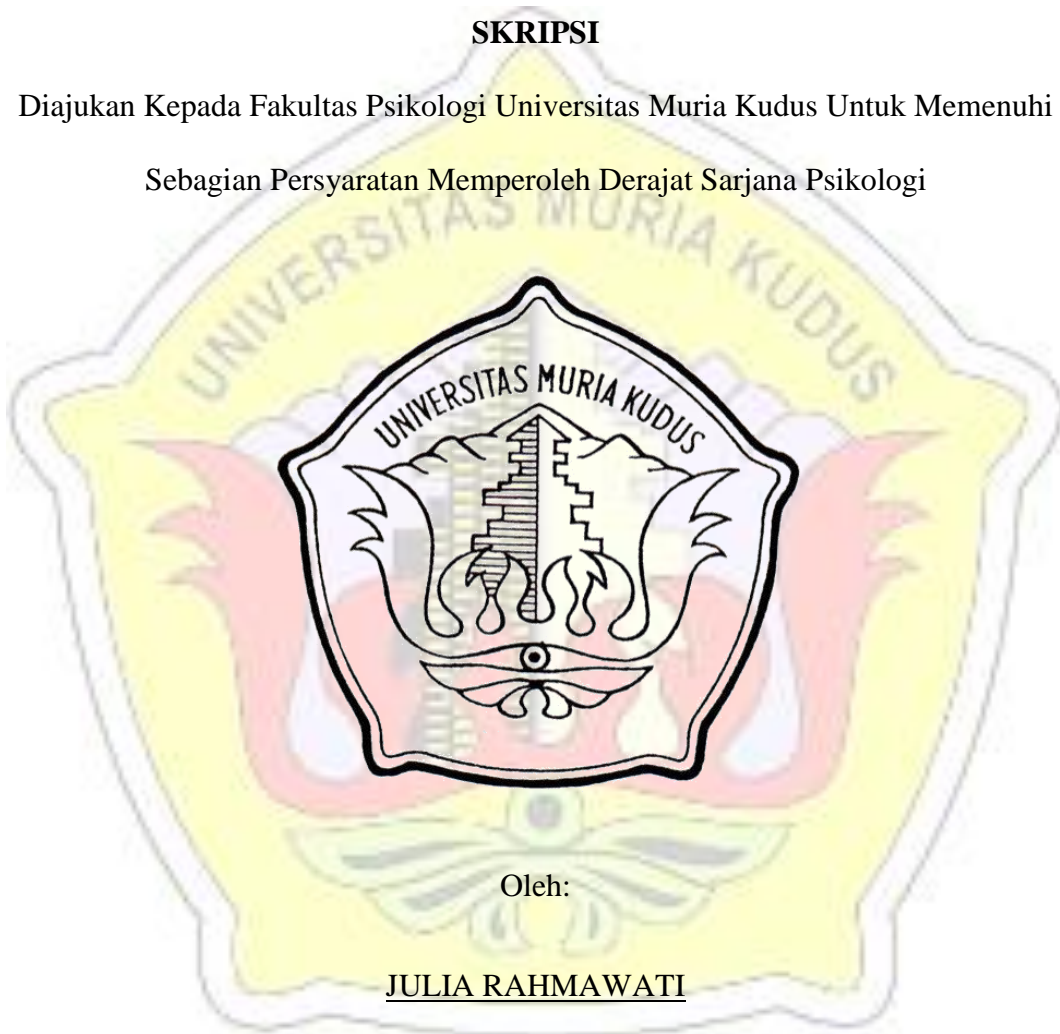 SKRIPSI
Diajukan Kepada Fakultas Psikologi Universitas Muria Kudus Untuk Memenuhi
Sebagian Persyaratan Memperoleh Derajat Sarjana Psikologi
UNIVERSITAS MURIA KUDUS
UNIVERSITAS MURIA KUDUS
Oleh:
JULIA RAHMAWATI